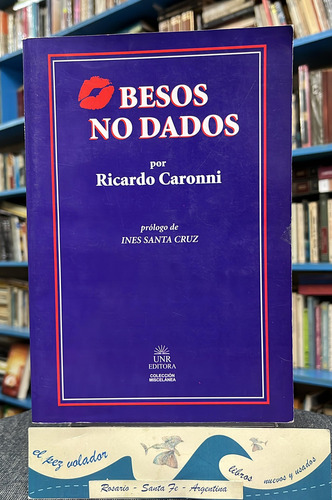 BESOS
NO DADOS
por
Ricardo Caronni
prólogo de
INES SANTA CRUZ
UNR
EDITORA
COLECCIÓN
MISCELÁNEA
el pez volador
libros
nuevos y usados
Rosario - Santa Fe - Argentina